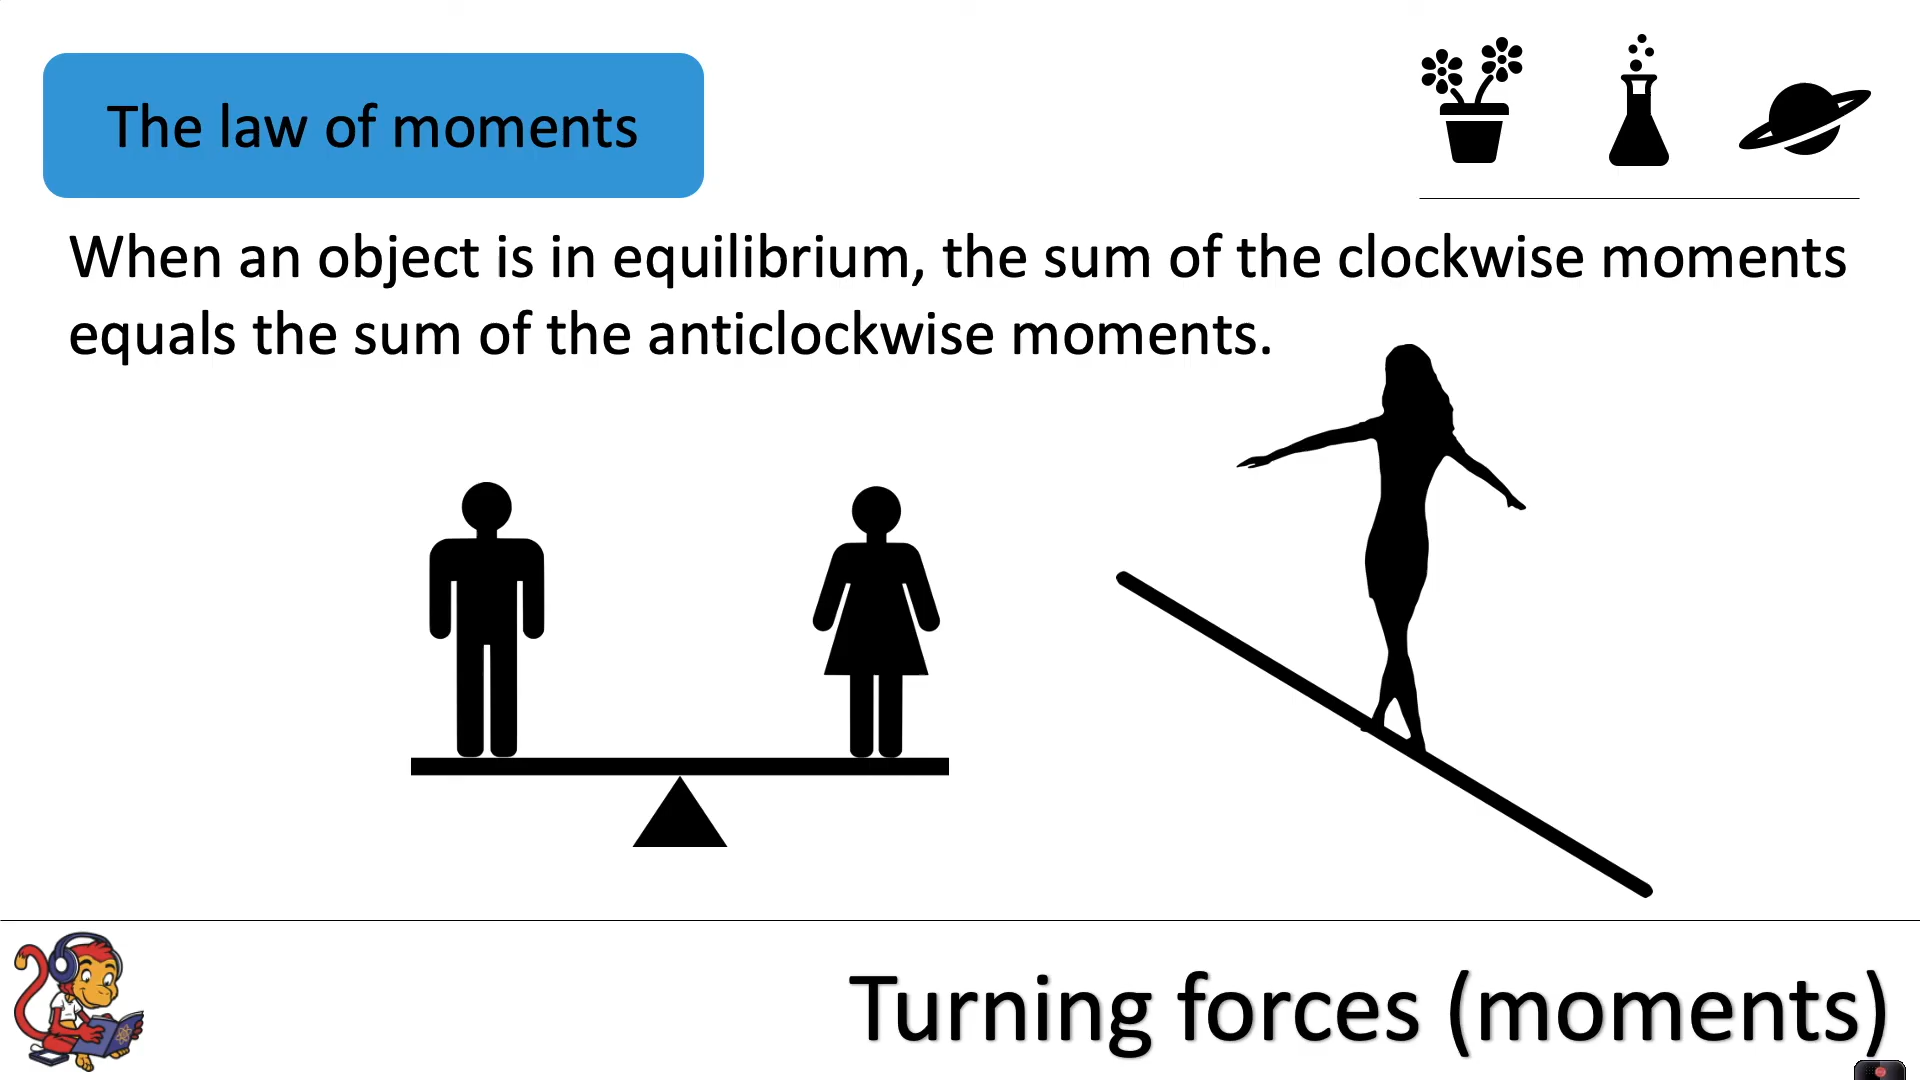 The law of moments
When an object is in equilibrium, the sum of the clockwise moments
equals the sum of the anticlockwise moments.
Turning forces (moments)